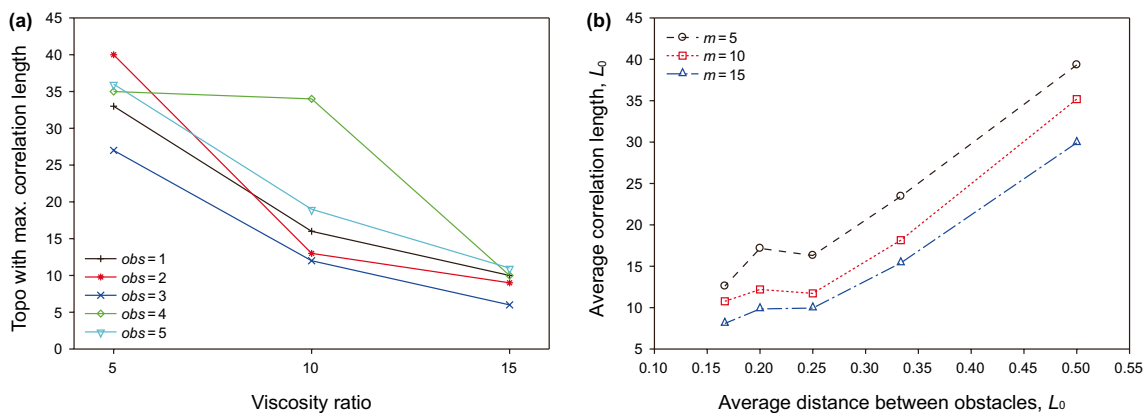 (a)
Topo with max. correlation length
45
40
35
30
25
20
15
10
5
0
obs = 1
obs = 2
obs = 3
obs = 4
obs = 5
5 10 15
Viscosity ratio
(b)
Average correlation length, L0
45
40
35
30
25
20
15
10
5
m = 5
m = 10
m = 15
0.10 0.15 0.20 0.25 0.30 0.35 0.40 0.45 0.50 0.55
Average distance between obstacles, L0